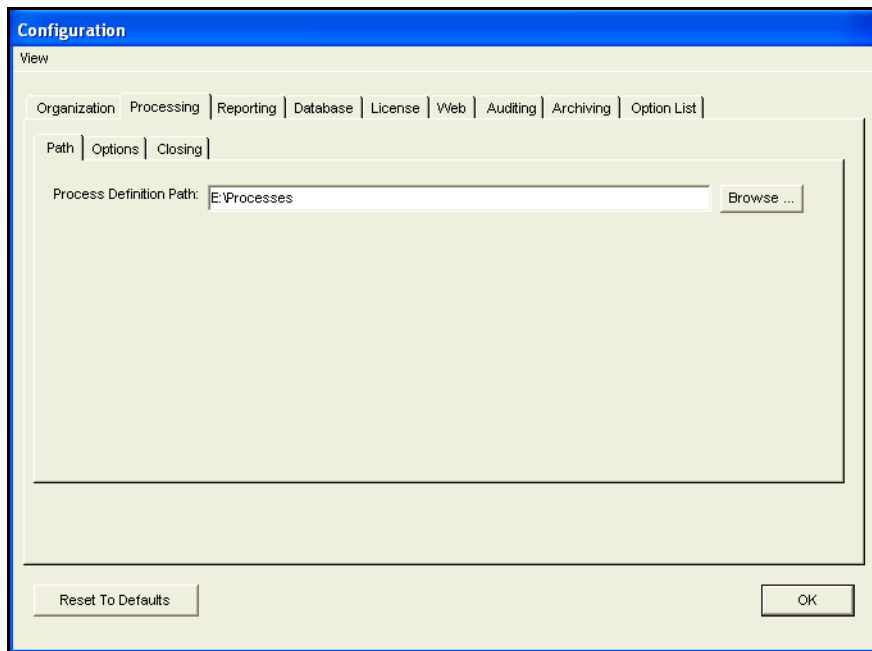 Configuration
View
Organization Processing Reporting Database License Web Auditing Archiving Option List
Path Options Closing
Process Definition Path: E:\Processes Browse ...
Reset To Defaults OK